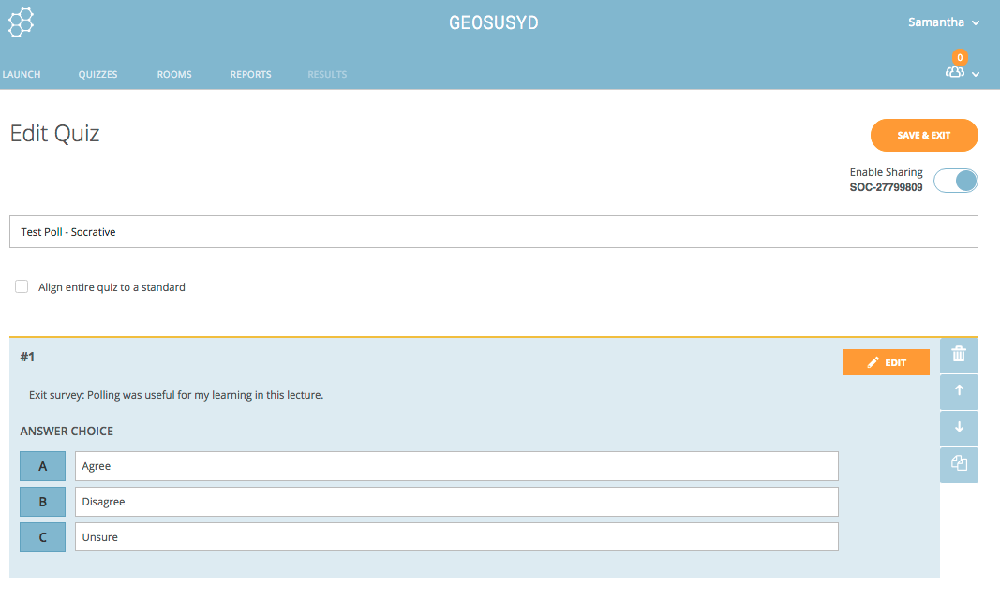 GEOSUSYD
Samantha
0
LAUNCH QUIZZES ROOMS REPORTS RESULTS
Edit Quiz
SAVE & EXIT
Enable Sharing
SOC-27799809
Test Poll - Socrative
Align entire quiz to a standard
#1
EDIT
Exit survey: Polling was useful for my learning in this lecture.
ANSWER CHOICE
A Agree
B Disagree
C Unsure